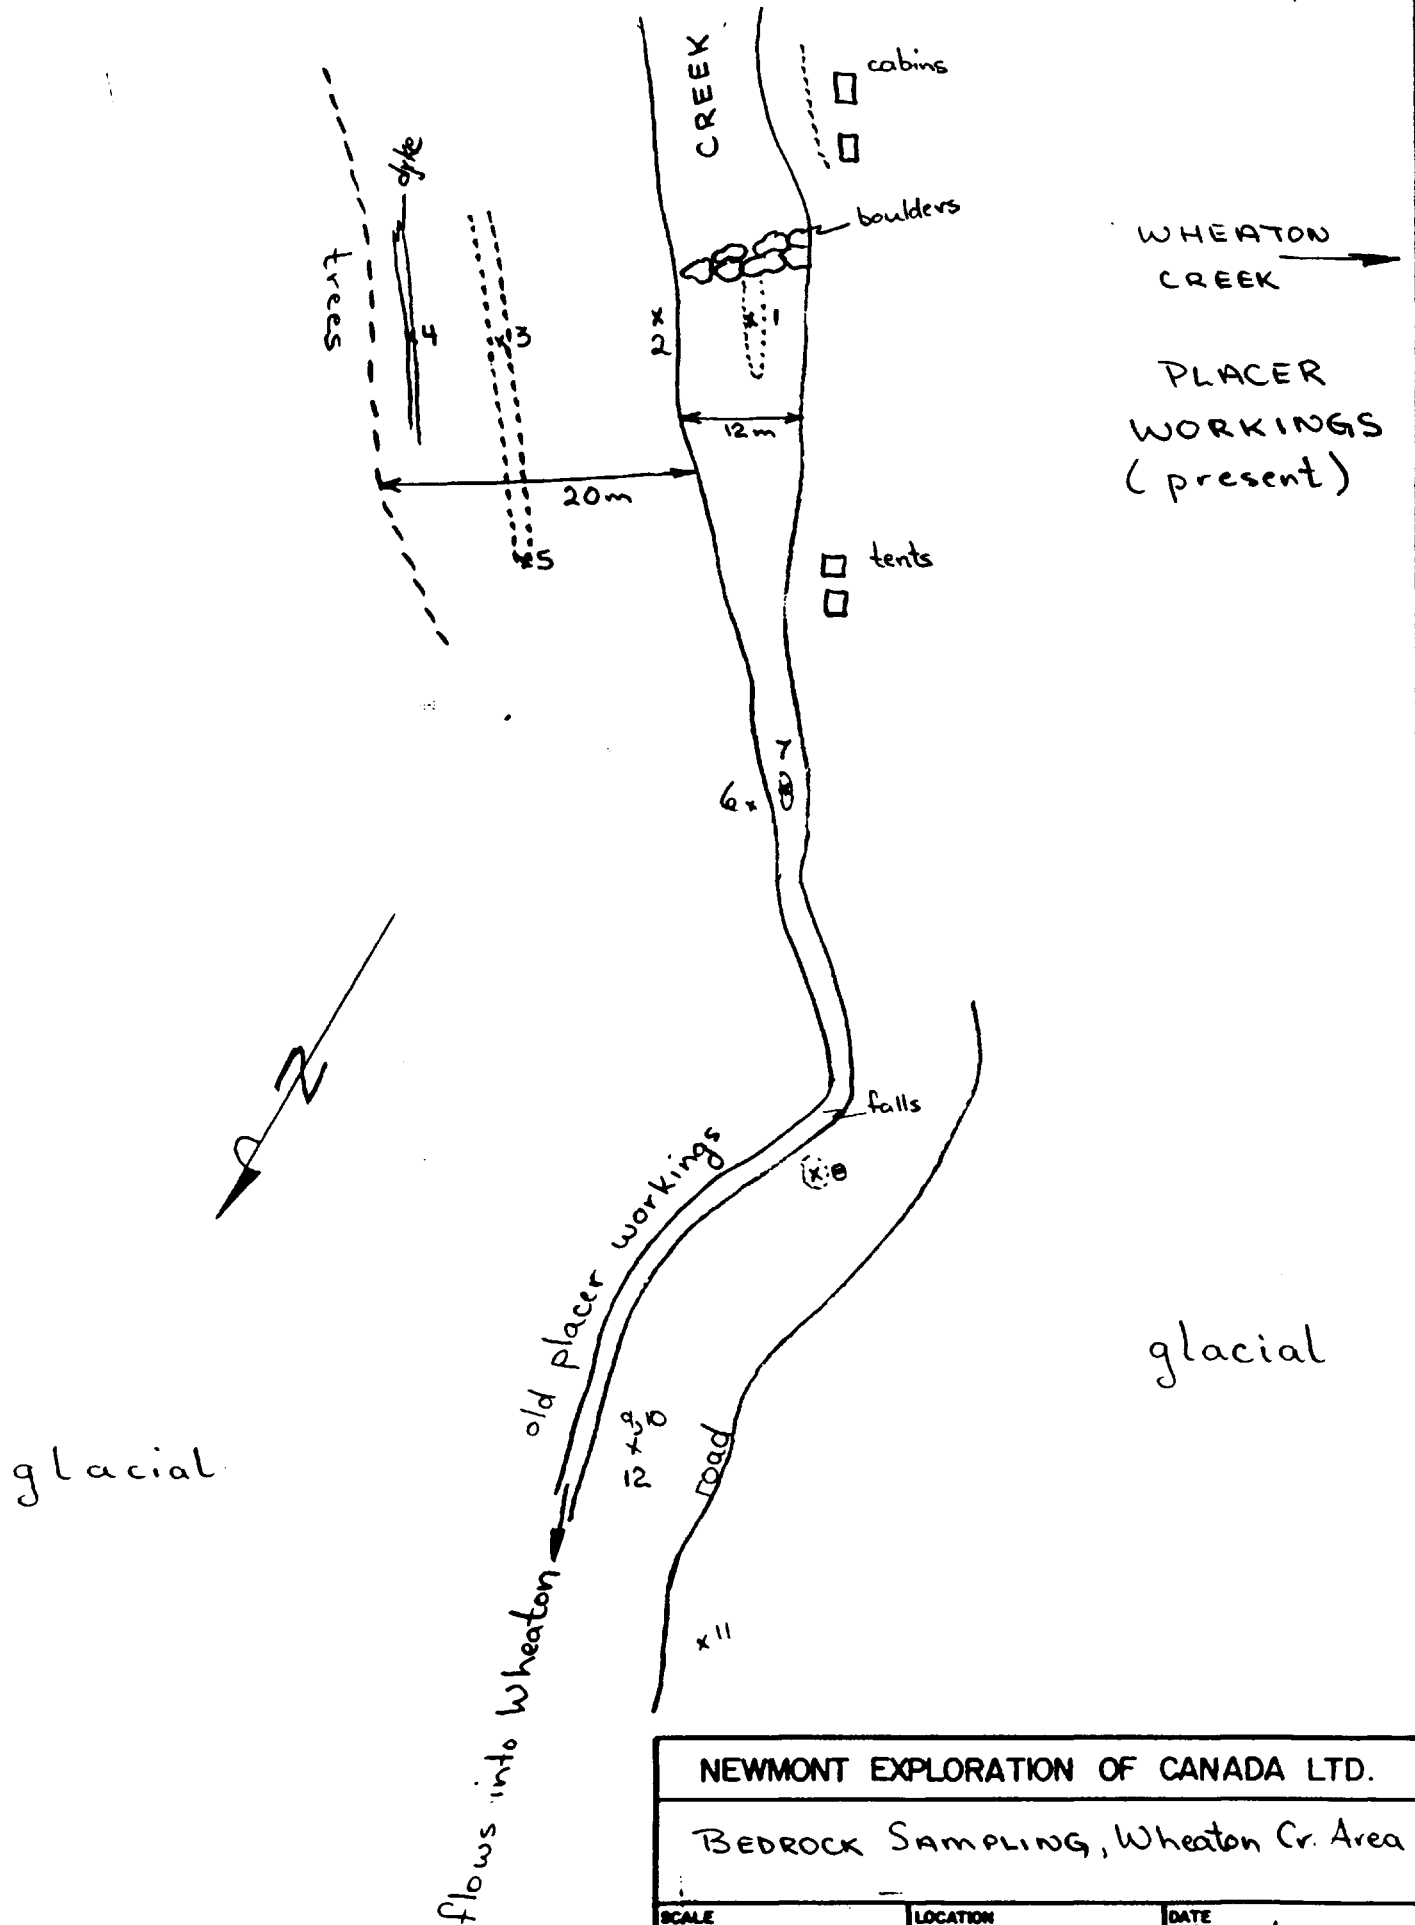 CREEK
cabins
dyke
boulders
WHEATON
CREEK
trees
4
3
2
1
PLACER
WORKINGS
(present)
12m
20m
5
tents
7
6
N
falls
8
old placer workings
glacial
9,10
12
road
glacial
11
flows into Wheaton
NEWMONT EXPLORATION OF CANADA LTD.
BEDROCK SAMPLING, Wheaton Cr. Area
SCALE
LOCATION
DATE